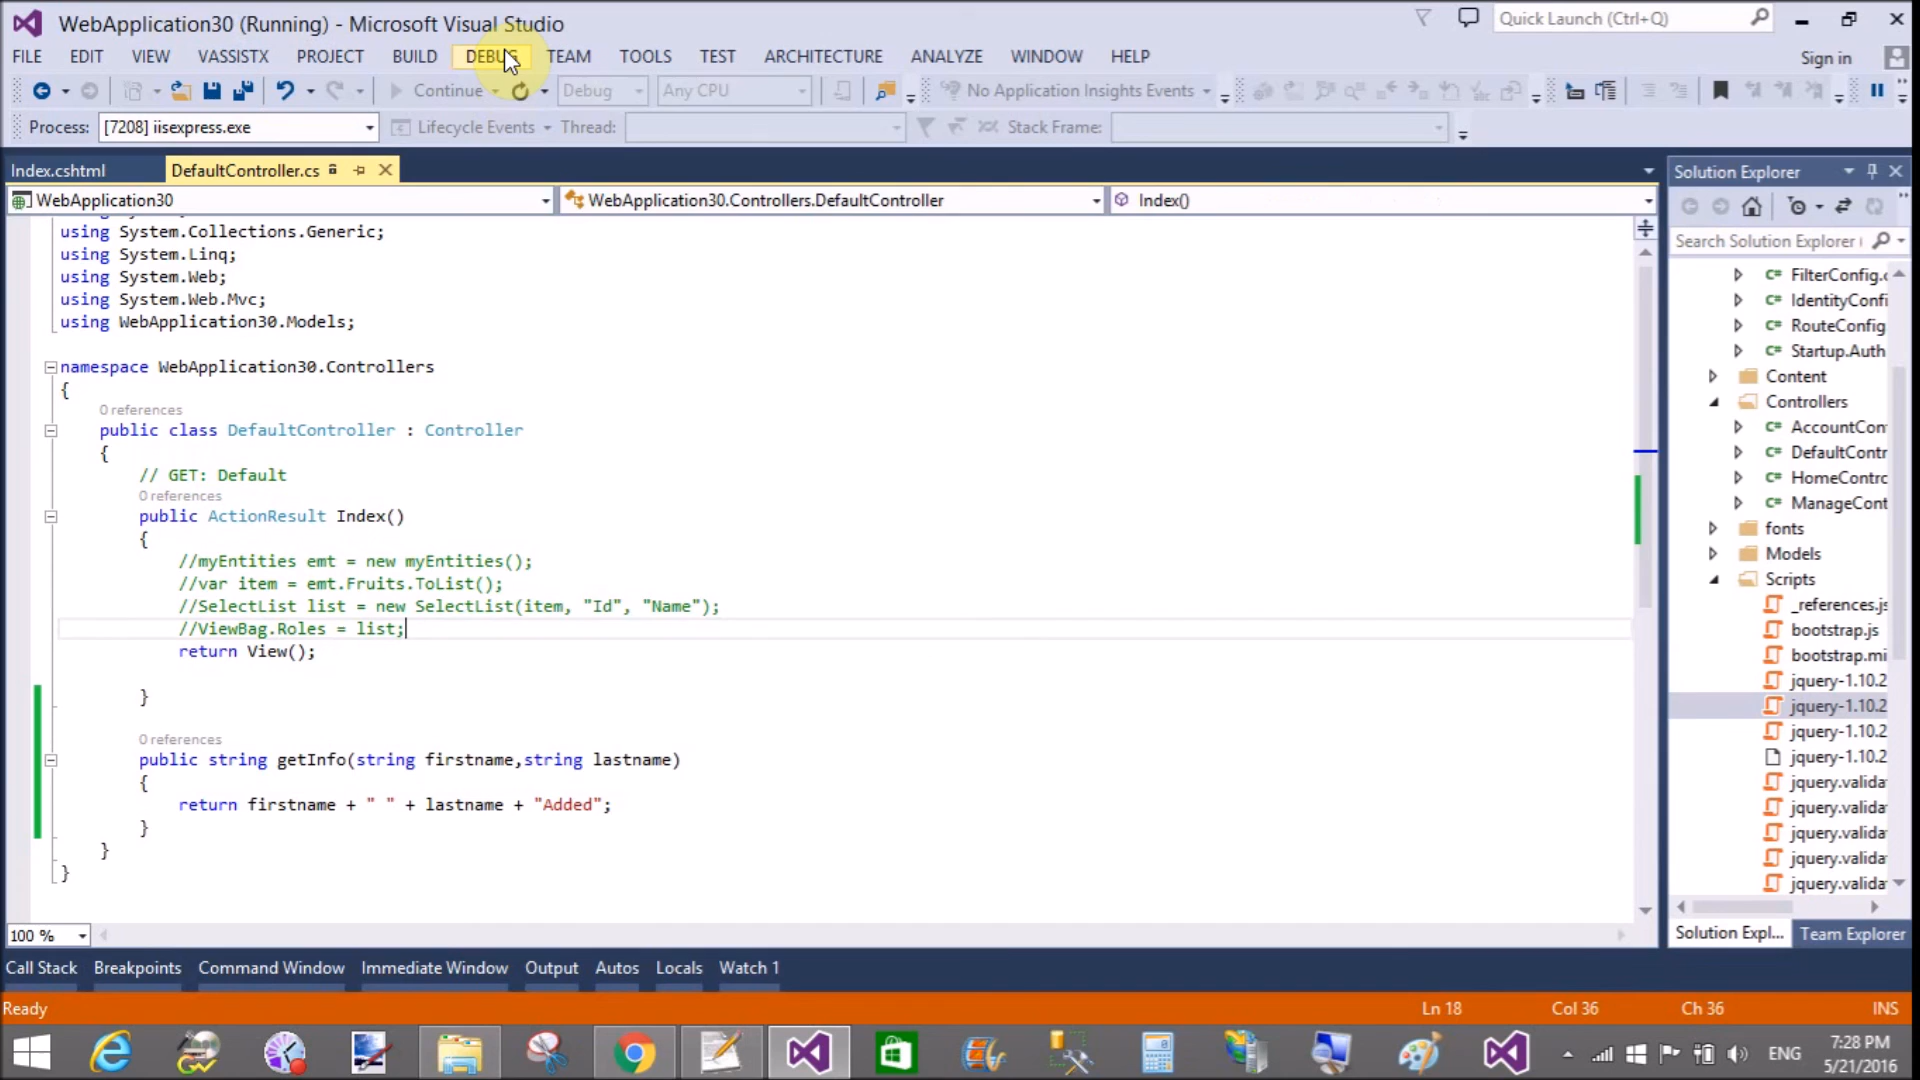 WebApplication30 (Running) - Microsoft Visual Studio
Quick Launch (Ctrl+Q)
FILE EDIT VIEW VASSISTX PROJECT BUILD DEBUG TEAM TOOLS TEST ARCHITECTURE ANALYZE WINDOW HELP
Sign in
Continue Debug Any CPU No Application Insights Events
Process: [7208] iisexpress.exe Lifecycle Events Thread: Stack Frame:
Index.cshtml DefaultController.cs
Solution Explorer
WebApplication30 WebApplication30.Controllers.DefaultController Index()
Search Solution Explorer
using System.Collections.Generic;
using System.Linq;
using System.Web;
using System.Web.Mvc;
using WebApplication30.Models;
namespace WebApplication30.Controllers
{
0 references
public class DefaultController : Controller
{
// GET: Default
0 references
public ActionResult Index()
{
//myEntities emt = new myEntities();
//var item = emt.Fruits.ToList();
//SelectList list = new SelectList(item, "Id", "Name");
//ViewBag.Roles = list;
return View();
}
0 references
public string getInfo(string firstname,string lastname)
{
return firstname + " " + lastname + "Added";
}
}
}
C# FilterConfig.c
C# IdentityConfi
C# RouteConfig
C# Startup.Auth
Content
Controllers
C# AccountCon
C# DefaultContr
C# HomeContro
C# ManageCont
fonts
Models
Scripts
_references.js
bootstrap.js
bootstrap.mi
jquery-1.10.2
jquery-1.10.2
jquery-1.10.2
jquery-1.10.2
jquery.valida
jquery.valida
jquery.valida
jquery.valida
jquery.valida
100 %
Solution Expl... Team Explorer
Call Stack Breakpoints Command Window Immediate Window Output Autos Locals Watch 1
Ready Ln 18 Col 36 Ch 36 INS
ENG
7:28 PM
5/21/2016